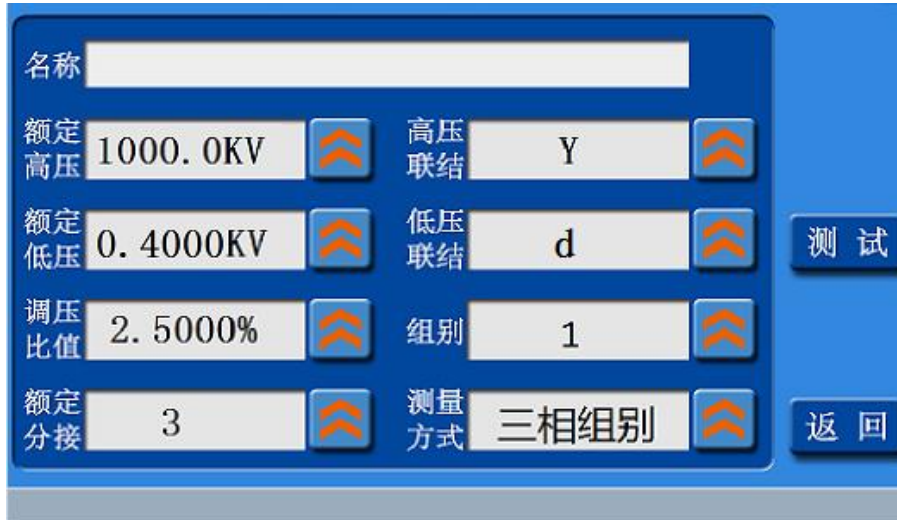 名称
额定
高压
1000.0KV
高压
联结
Y
额定
低压
0.4000KV
低压
联结
d
测 试
调压
比值
2.5000%
组别
1
额定
分接
3
测量
方式
三相组别
返 回